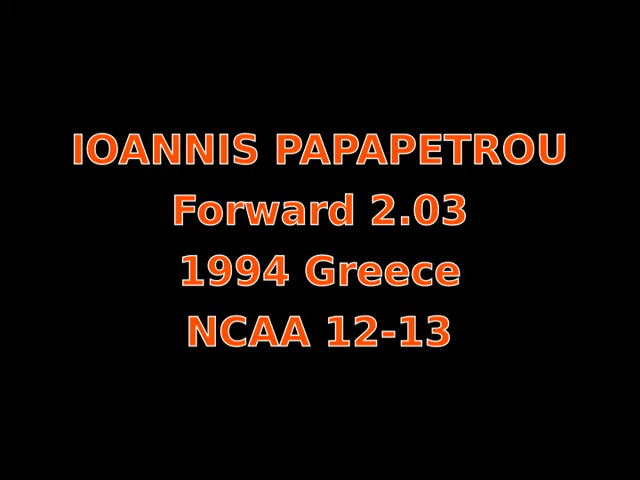 IOANNIS PAPAPETROU
Forward 2.03
1994 Greece
NCAA 12-13